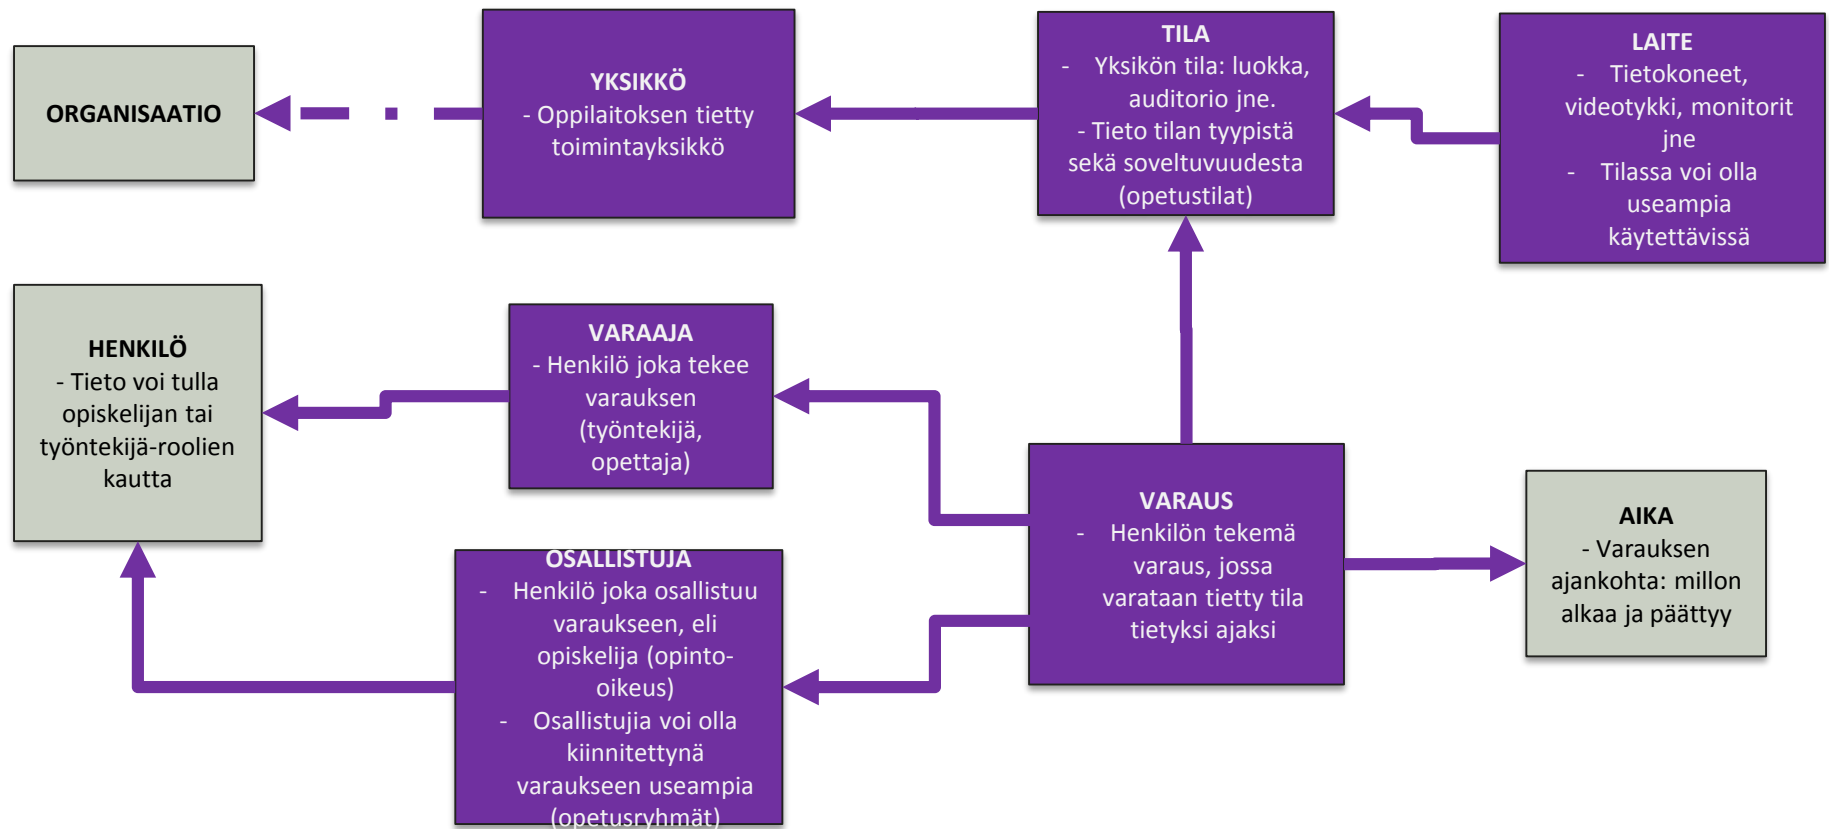 ORGANISAATIO
YKSIKKÖ
- Oppilaitoksen tietty
toimintayksikkö
TILA
- Yksikön tila: luokka,
auditorio jne.
- Tieto tilan tyypistä
sekä soveltuvuudesta
(opetustilat)
LAITE
- Tietokoneet,
videotykki, monitorit
jne
- Tilassa voi olla
useampia
käytettävissä
HENKILÖ
- Tieto voi tulla
opiskelijan tai
työntekijä-roolien
kautta
VARAAJA
- Henkilö joka tekee
varauksen
(työntekijä,
opettaja)
OSALLISTUJA
- Henkilö joka osallistuu
varaukseen, eli
opiskelija (opinto-
oikeus)
- Osallistujia voi olla
kiinnitettynä
varaukseen useampia
(opetusryhmät)
VARAUS
- Henkilön tekemä
varaus, jossa
varataan tietty tila
tietyksi ajaksi
AIKA
- Varauksen
ajankohta: millon
alkaa ja päättyy